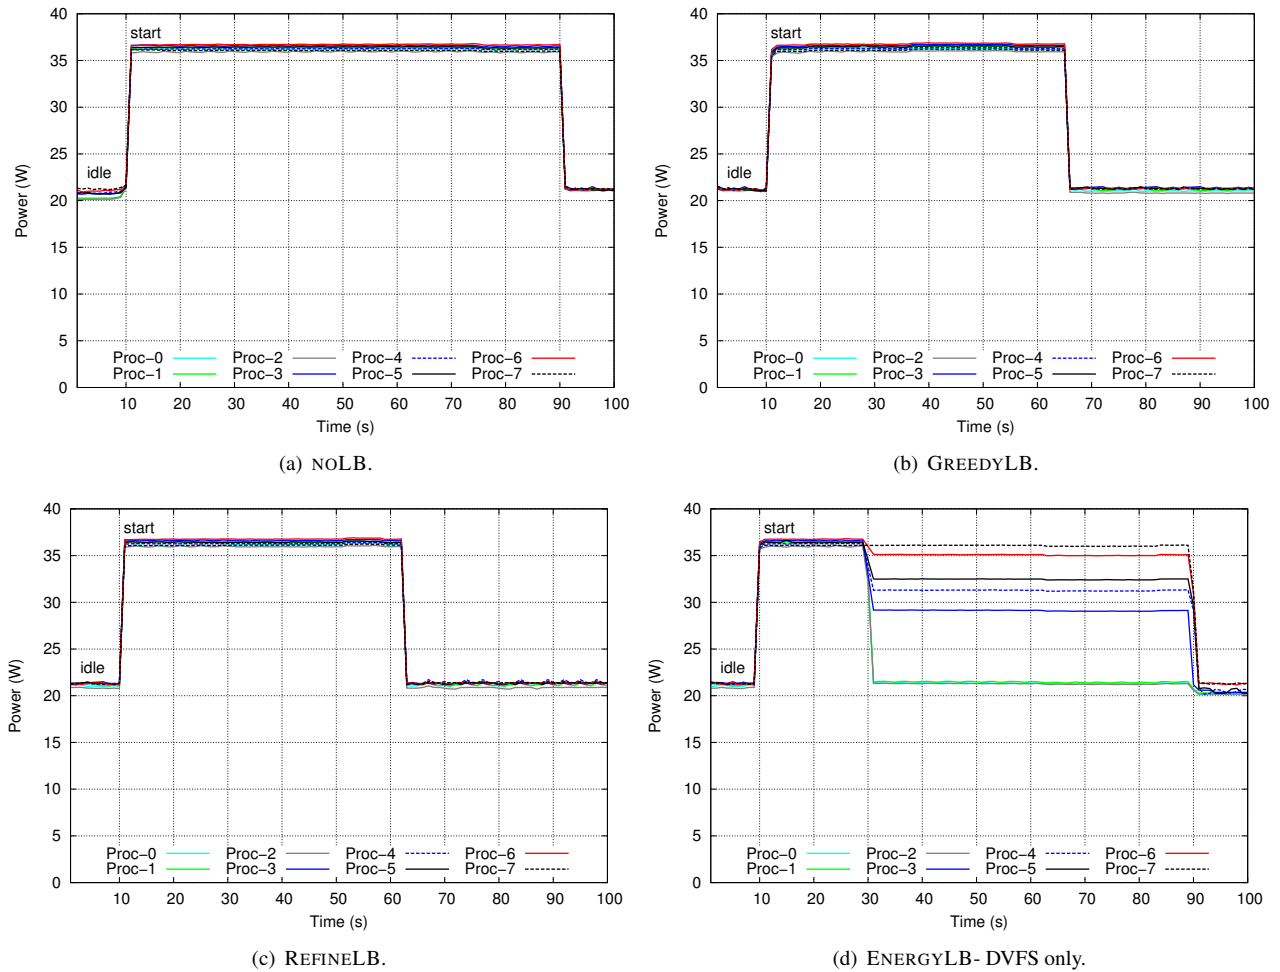 40
35
30
25
20
15
10
5
0
Power (W)
start
idle
Proc-0 Proc-2 Proc-4 Proc-6
Proc-1 Proc-3 Proc-5 Proc-7
10 20 30 40 50 60 70 80 90 100
Time (s)
(a) NOLB.
40
35
30
25
20
15
10
5
0
Power (W)
start
idle
Proc-0 Proc-2 Proc-4 Proc-6
Proc-1 Proc-3 Proc-5 Proc-7
10 20 30 40 50 60 70 80 90 100
Time (s)
(b) GREEDYLB.
40
35
30
25
20
15
10
5
0
Power (W)
start
idle
Proc-0 Proc-2 Proc-4 Proc-6
Proc-1 Proc-3 Proc-5 Proc-7
10 20 30 40 50 60 70 80 90 100
Time (s)
(c) REFINELB.
40
35
30
25
20
15
10
5
0
Power (W)
start
idle
Proc-0 Proc-2 Proc-4 Proc-6
Proc-1 Proc-3 Proc-5 Proc-7
10 20 30 40 50 60 70 80 90 100
Time (s)
(d) ENERGYLB- DVFS only.